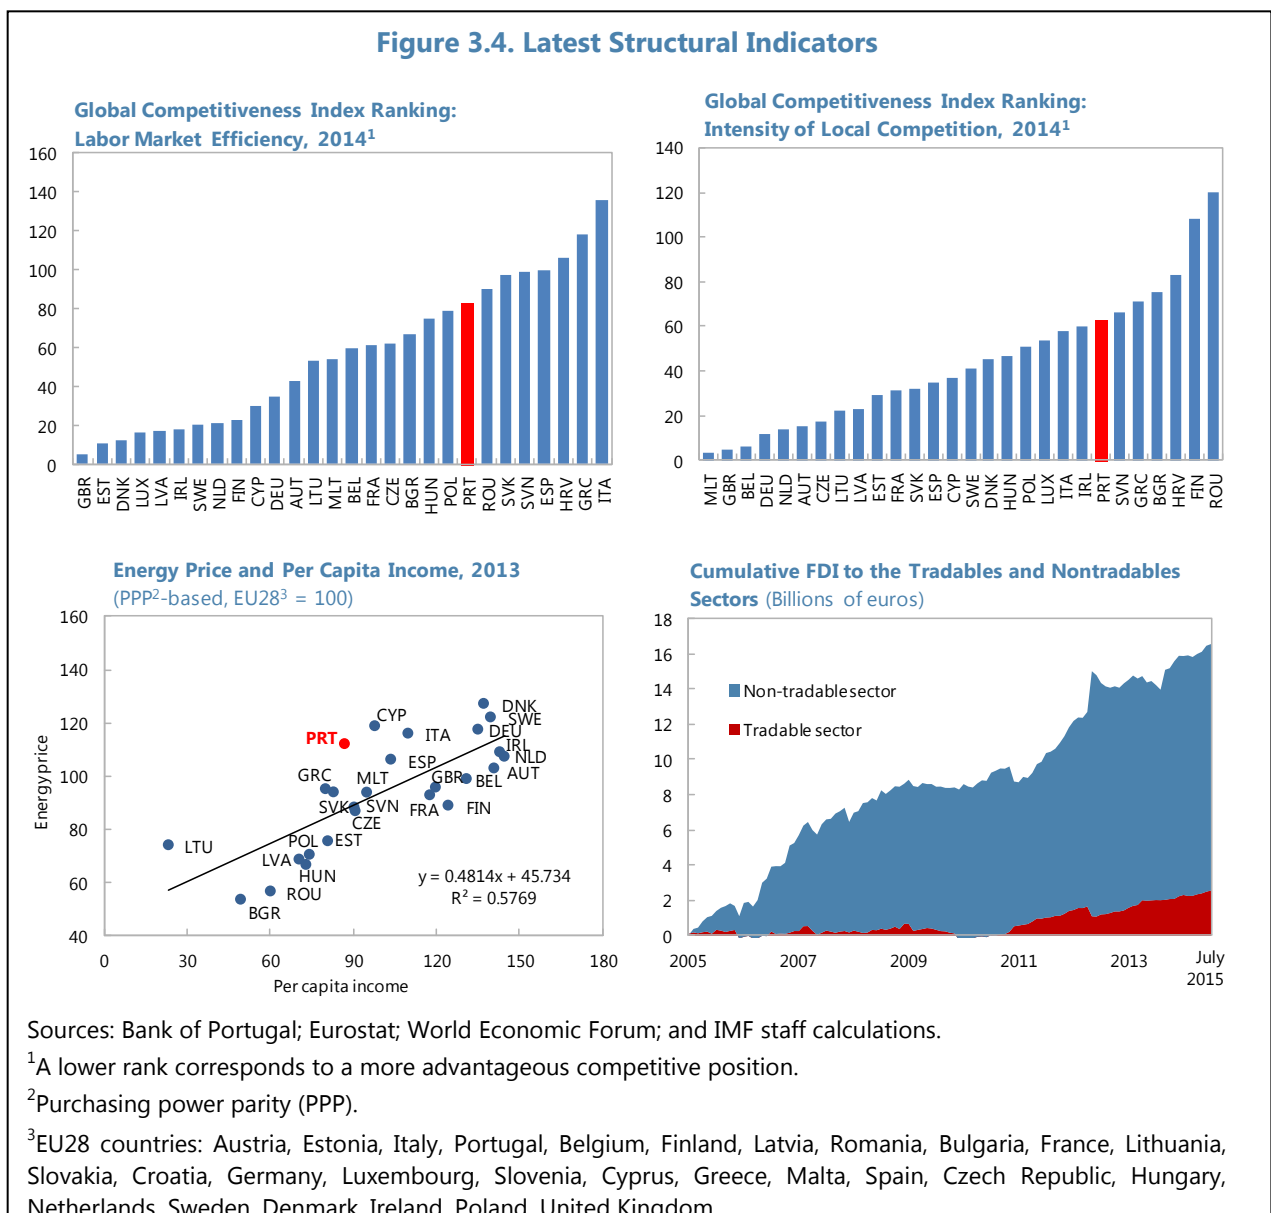 Figure 3.4. Latest Structural Indicators
Global Competitiveness Index Ranking:
Labor Market Efficiency, 2014¹
160
140
120
100
80
60
40
20
0
GBR EST DNK LUX LVA IRL SWE NLD FIN CYP DEU AUT LTU MLT BEL FRA CZE BGR HUN POL PRT ROU SVK SVN ESP HRV GRC ITA
Global Competitiveness Index Ranking:
Intensity of Local Competition, 2014¹
140
120
100
80
60
40
20
0
MLT GBR BEL DEU NLD AUT CZE LTU LVA EST FRA SVK ESP CYP SWE DNK HUN POL LUX ITA IRL PRT SVN GRC BGR HRV FIN ROU
Energy Price and Per Capita Income, 2013
(PPP²-based, EU28³ = 100)
160
140
120
100
80
60
40
Energy price
DNK
CYP
SWE
DEU
ITA
PRT
IRL
NLD
ESP
AUT
GRC
MLT
GBR
BEL
SVK
SVN
FRA
FIN
CZE
POL
EST
LTU
LVA
HUN
ROU
BGR
y = 0.4814x + 45.734
R² = 0.5769
0 30 60 90 120 150 180
Per capita income
Cumulative FDI to the Tradables and Nontradables
Sectors (Billions of euros)
18
16
14
12
10
8
6
4
2
0
Non-tradable sector
Tradable sector
2005 2007 2009 2011 2013 July
2015
Sources: Bank of Portugal; Eurostat; World Economic Forum; and IMF staff calculations.
¹A lower rank corresponds to a more advantageous competitive position.
²Purchasing power parity (PPP).
³EU28 countries: Austria, Estonia, Italy, Portugal, Belgium, Finland, Latvia, Romania, Bulgaria, France, Lithuania,
Slovakia, Croatia, Germany, Luxembourg, Slovenia, Cyprus, Greece, Malta, Spain, Czech Republic, Hungary,
Netherlands, Sweden, Denmark, Ireland, Poland, United Kingdom